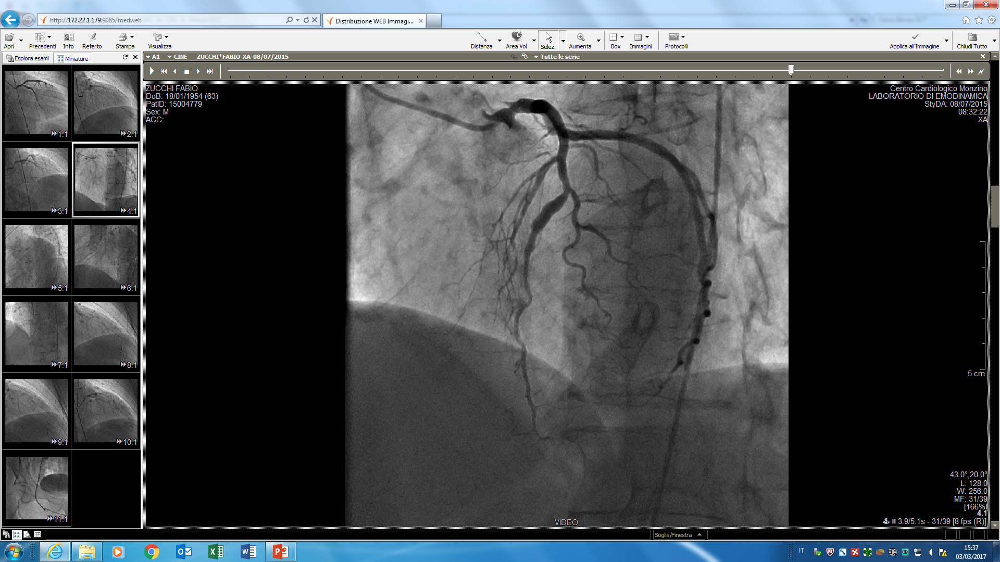 http://172.22.1.179:9085/medweb
Distribuzione WEB Immagi...
Apri
Precedenti
Info
Referto
Stampa
Visualizza
Distanza
Area Vol
Selez.
Aumenta
Box
Immagini
Protocolli
Applica all'Immagine
Chiudi Tutto
Esplora esami
Miniature
A1
CINE
ZUCCHI*FABIO-XA-08/07/2015
Tutte le serie
1.1
2.1
3.1
4.1
5.1
6.1
7.1
8.1
9.1
10.1
11.1
ZUCCHI FABIO
DoB: 18/01/1954 (63)
PatID: 15004779
Sex: M
ACC:
Centro Cardiologico Monzino
LABORATORIO DI EMODINAMICA
StyDA: 08/07/2015
08:32:22
XA
5 cm
43.0°,20.0°
L: 128.0
W: 256.0
MF: 31/39
[166%]
4.1
3.9/5.1s - 31/39 [8 fps (R)]
VIDEO
Soglia/Finestra
IT
15:37
03/03/2017